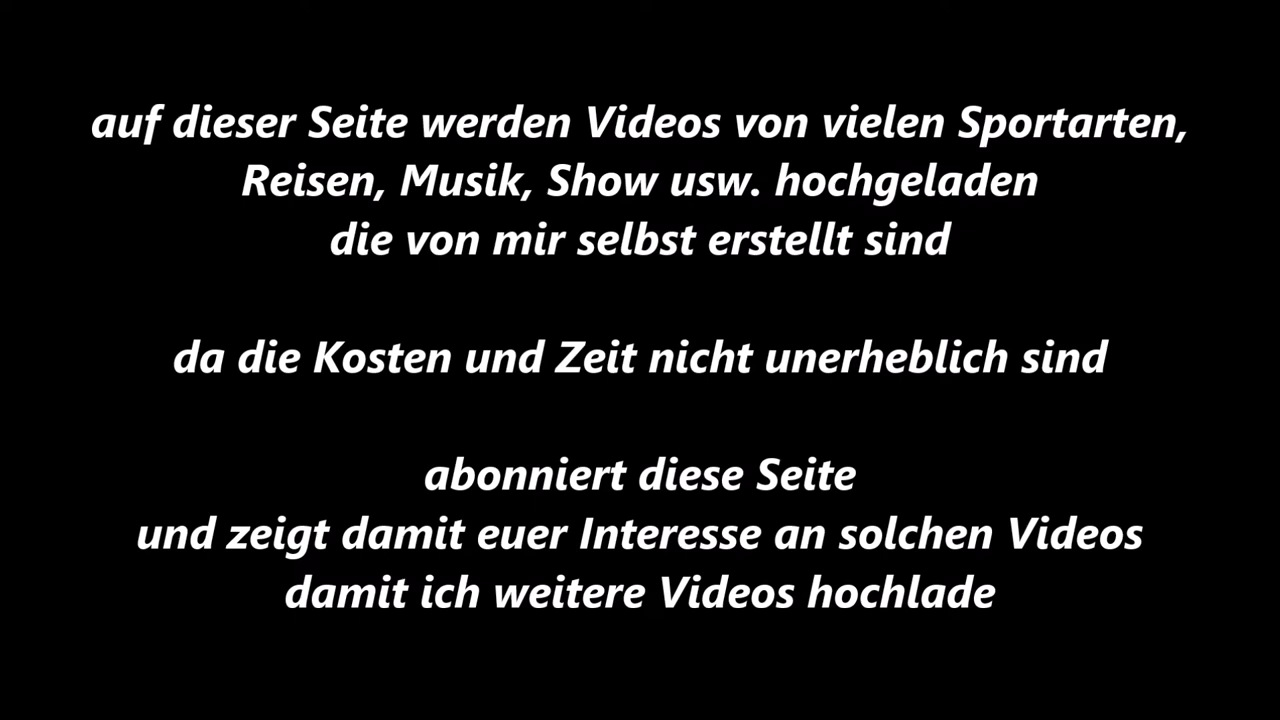 auf dieser Seite werden Videos von vielen Sportarten,
Reisen, Musik, Show usw. hochgeladen
die von mir selbst erstellt sind
da die Kosten und Zeit nicht unerheblich sind
abonniert diese Seite
und zeigt damit euer Interesse an solchen Videos
damit ich weitere Videos hochlade